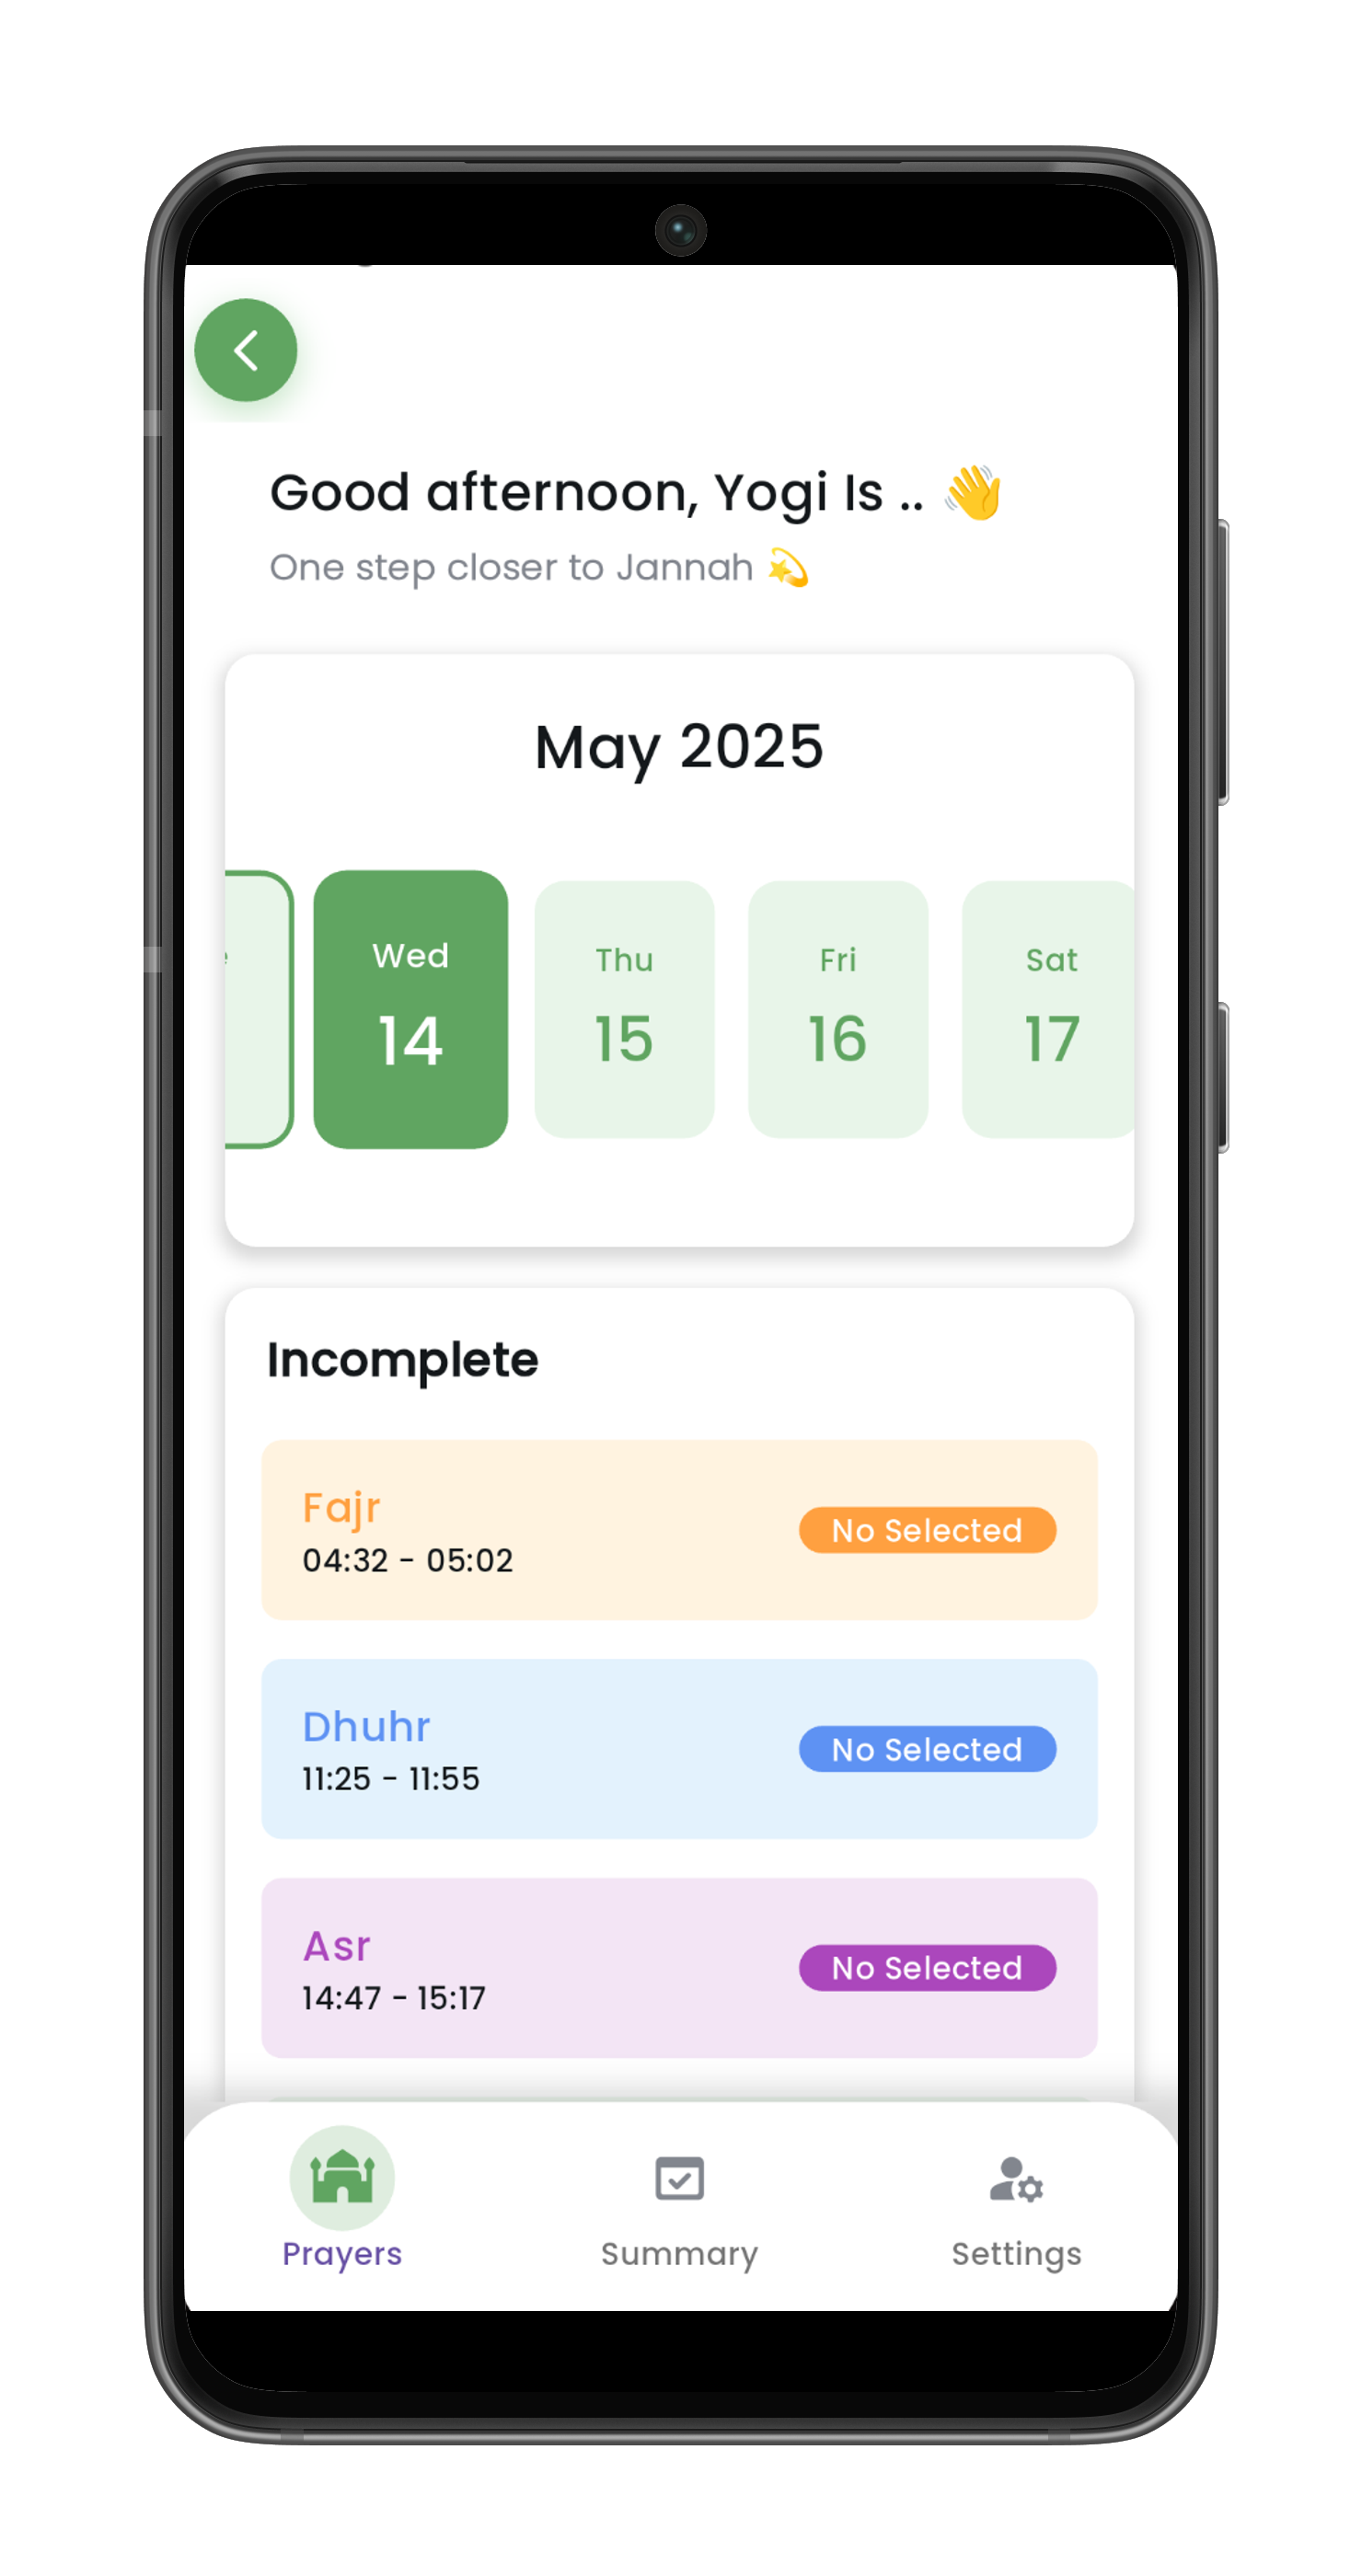 Good afternoon, Yogi Is .. 👋
One step closer to Jannah 💫
May 2025
Wed
14
Thu
15
Fri
16
Sat
17
Incomplete
Fajr
04:32 - 05:02
No Selected
Dhuhr
11:25 - 11:55
No Selected
Asr
14:47 - 15:17
No Selected
Prayers
Summary
Settings